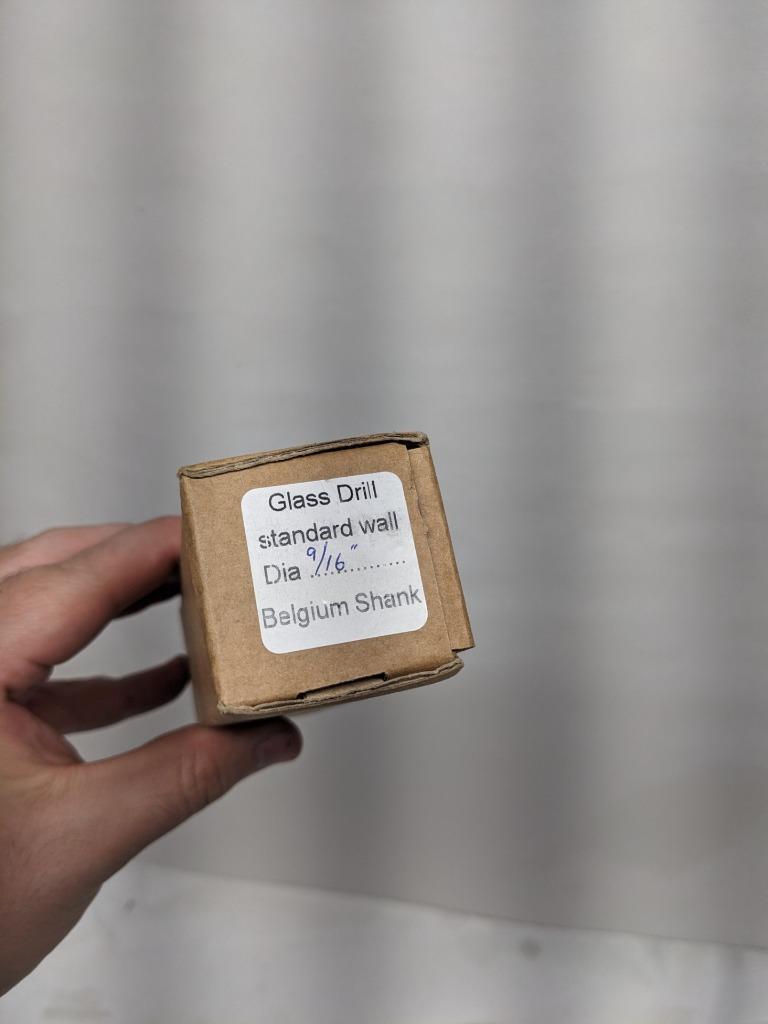 Glass Drill
standard wall
Dia 9/16"..............
Belgium Shank